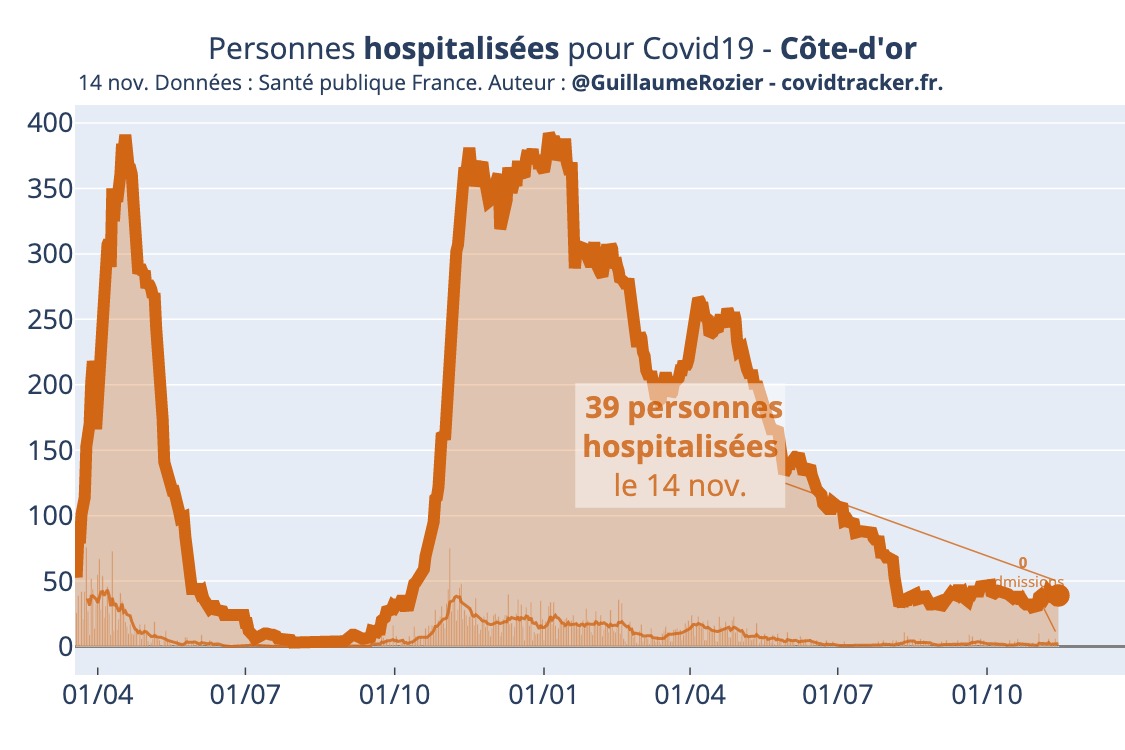 Personnes hospitalisées pour Covid19 - Côte-d'or
14 nov. Données : Santé publique France. Auteur : @GuillaumeRozier - covidtracker.fr.
400
350
300
250
200
150
100
50
0
39 personnes
hospitalisées
le 14 nov.
0
dmissions
01/04 01/07 01/10 01/01 01/04 01/07 01/10